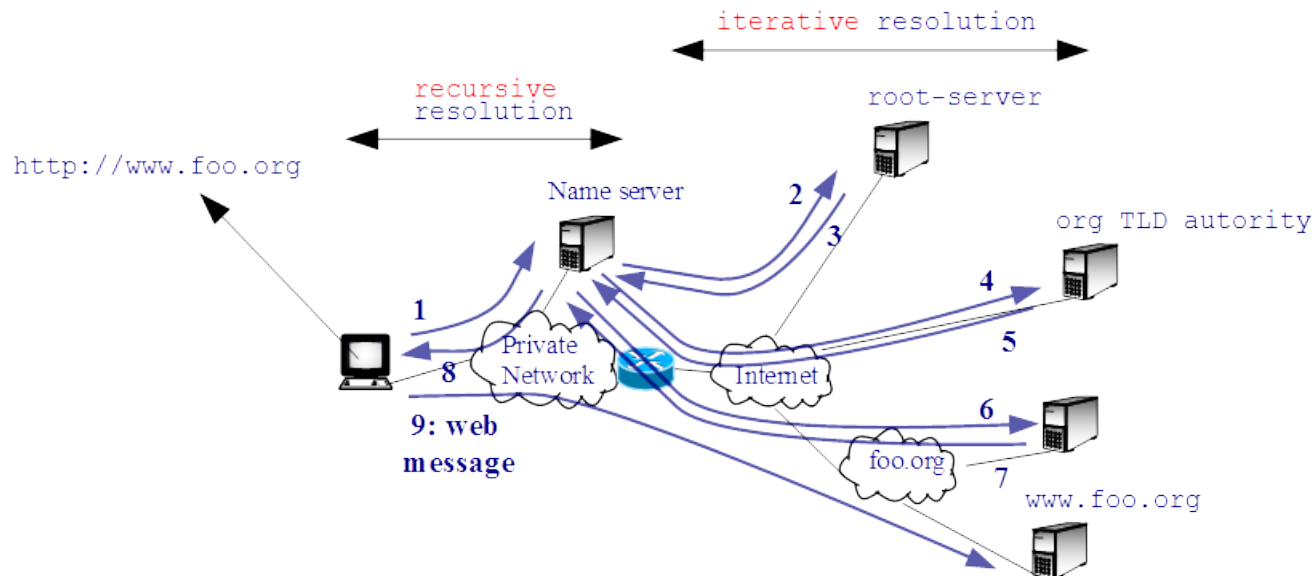 iterative resolution
recursive
resolution
root-server
http://www.foo.org
Name server
2
3
org TLD autority
1
4
5
Private
Network
8
Internet
9: web
message
6
foo.org
7
www.foo.org